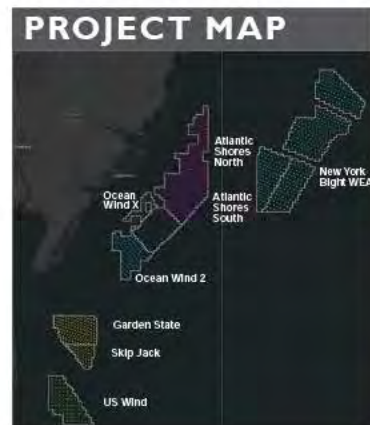 PROJECT MAP
Atlantic
Shores
North
New York
Bight WEA
Ocean
Wind X
Atlantic
Shores
South
Ocean Wind 2
Garden State
Skip Jack
US Wind